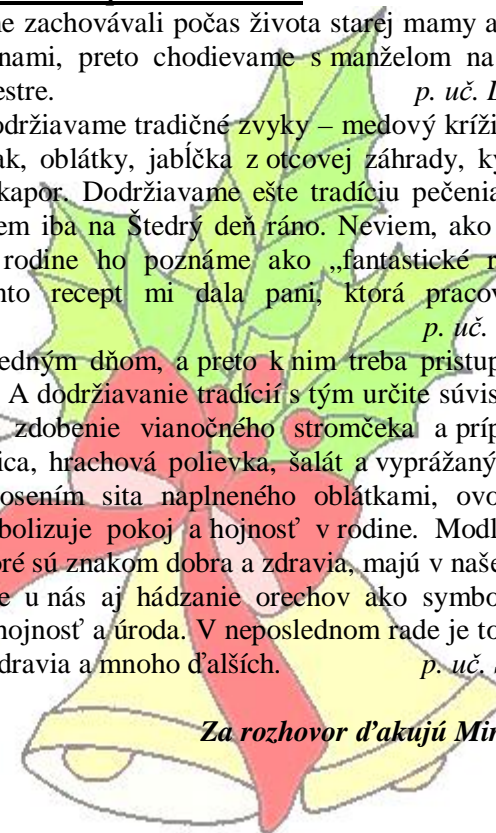 ne zachovávali počas života starej mamy a
nami, preto chodievame s manželom na
estre. p. uč.
održiavame tradičné zvyky – medový kríži
ak, oblátky, jabĺčka z otcovej záhrady, ky
kapor. Dodržiavame ešte tradíciu pečenia
em iba na Štedrý deň ráno. Neviem, ako
rodine ho poznáme ako „fantastické r
nto recept mi dala pani, ktorá pracov
p. uč.
edným dňom, a preto k nim treba pristup
A dodržiavanie tradícií s tým určite súvis
zdobenie vianočného stromčeka a príp
ica, hrachová polievka, šalát a vyprážaný
osením sita naplneného oblátkami, ovo
bolizuje pokoj a hojnosť v rodine. Modl
oré sú znakom dobra a zdravia, majú v naše
e u nás aj hádzanie orechov ako symbo
hojnosť a úroda. V neposlednom rade je to
dravia a mnoho ďalších. p. uč.
Za rozhovor ďakujú Mir